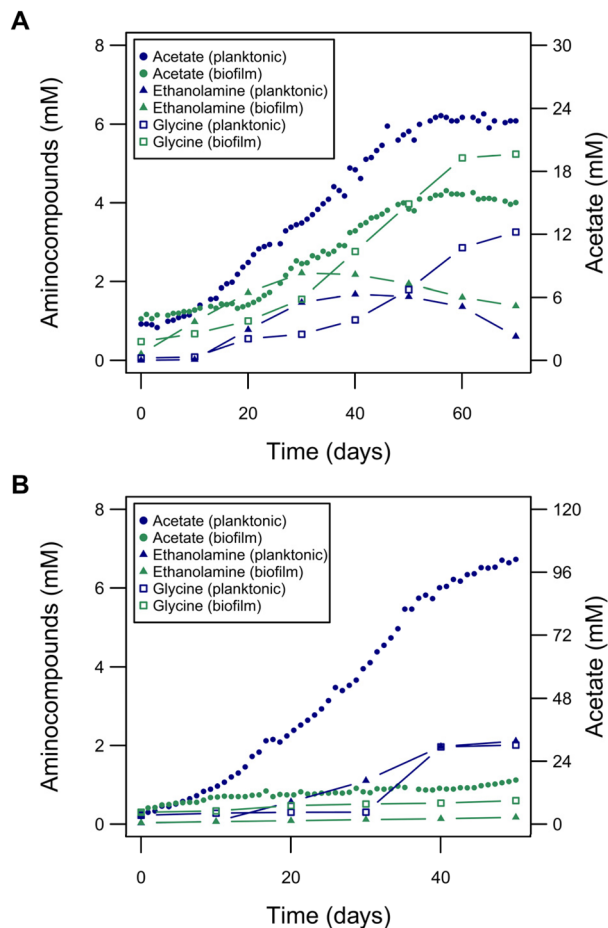 A
Acetate (planktonic)
Acetate (biofilm)
Ethanolamine (planktonic)
Ethanolamine (biofilm)
Glycine (planktonic)
Glycine (biofilm)
Aminocompounds (mM)
8
6
4
2
0
Acetate (mM)
30
24
18
12
6
0
0
20
40
60
Time (days)
B
Acetate (planktonic)
Acetate (biofilm)
Ethanolamine (planktonic)
Ethanolamine (biofilm)
Glycine (planktonic)
Glycine (biofilm)
Aminocompounds (mM)
8
6
4
2
0
Acetate (mM)
120
96
72
48
24
0
0
20
40
Time (days)